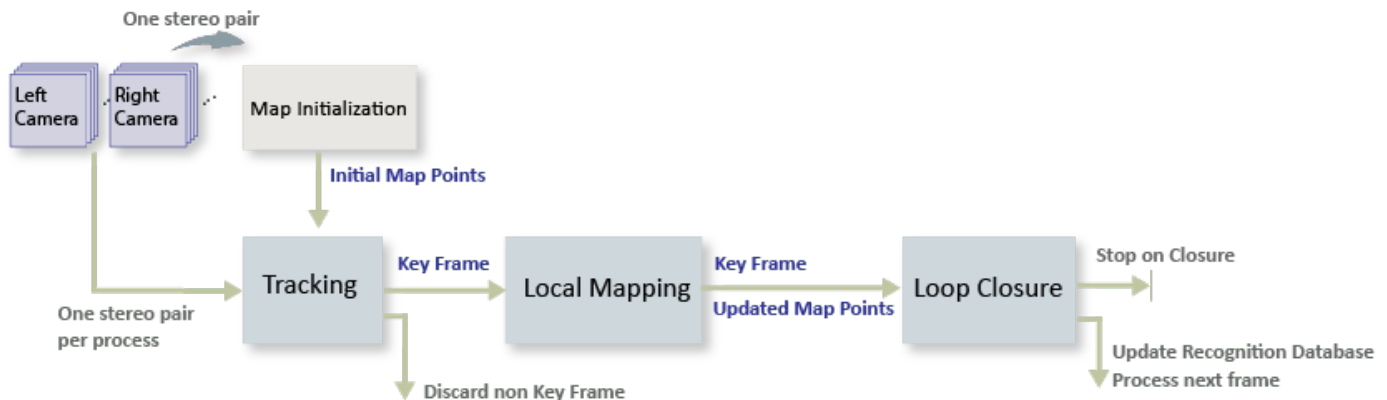 One stereo pair
Left
Camera
Right
Camera
Map Initialization
Initial Map Points
Tracking
Key Frame
Local Mapping
Key Frame
Updated Map Points
Loop Closure
Stop on Closure
One stereo pair
per process
Discard non Key Frame
Update Recognition Database
Process next frame